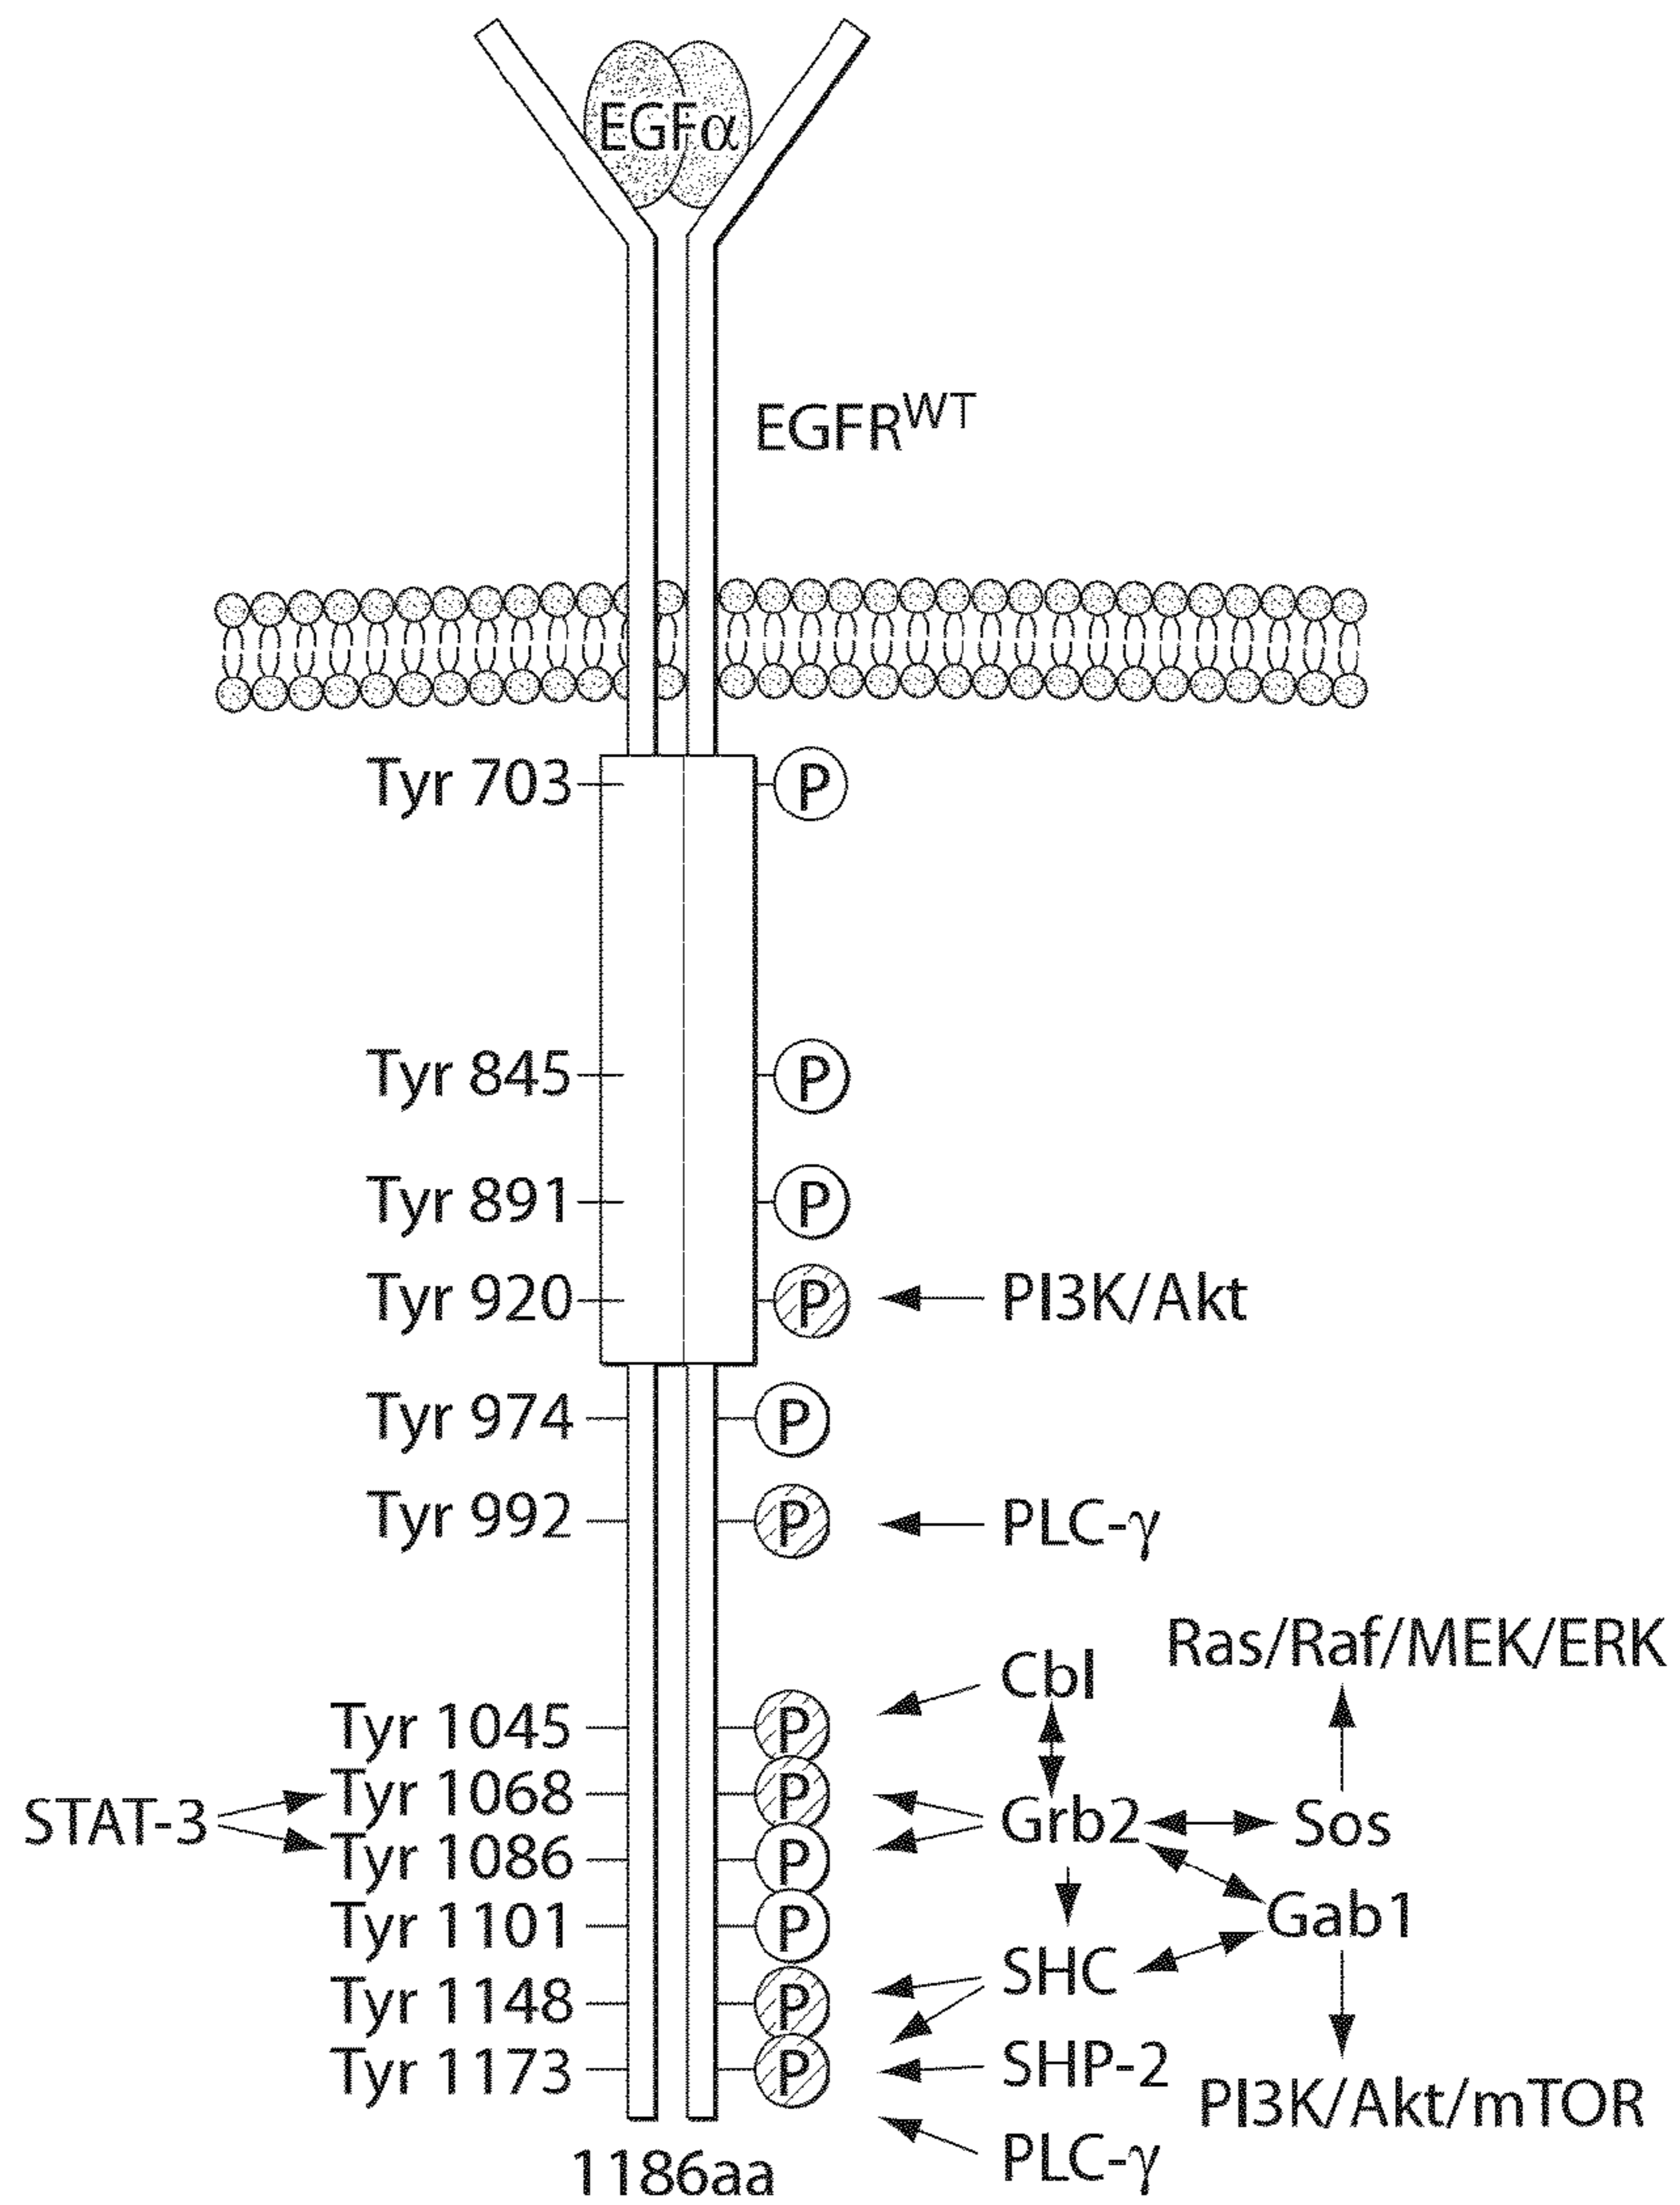 EGFα
EGFRWT
Tyr 703 P
Tyr 845 P
Tyr 891 P
Tyr 920 P PI3K/Akt
Tyr 974 P
Tyr 992 P PLC-γ
Ras/Raf/MEK/ERK
Cbl
Tyr 1045 P
Tyr 1068 P
STAT-3 Grb2 Sos
Tyr 1086 P
Gab1
Tyr 1101 P
SHC
Tyr 1148 P
SHP-2
Tyr 1173 P
PI3K/Akt/mTOR
PLC-γ
1186aa